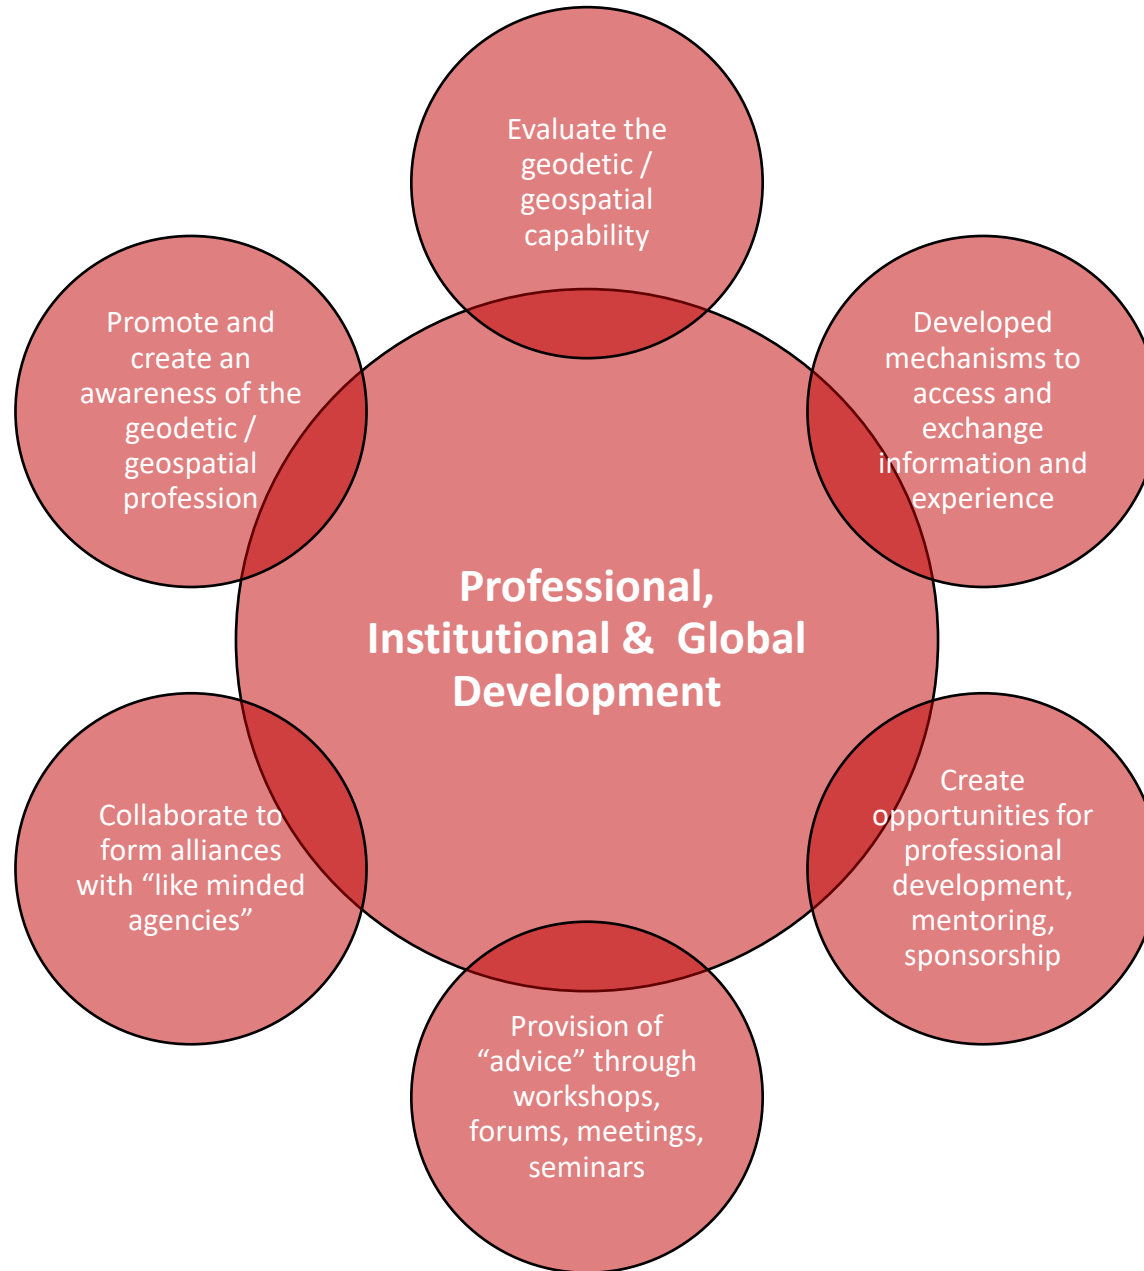 Evaluate the
geodetic /
geospatial
capability
Developed
mechanisms to
access and
exchange
information and
experience
Create
opportunities for
professional
development,
mentoring,
sponsorship
Provision of
“advice” through
workshops,
forums, meetings,
seminars
Collaborate to
form alliances
with “like minded
agencies”
Promote and
create an
awareness of the
geodetic /
geospatial
profession
Professional,
Institutional &  Global
Development